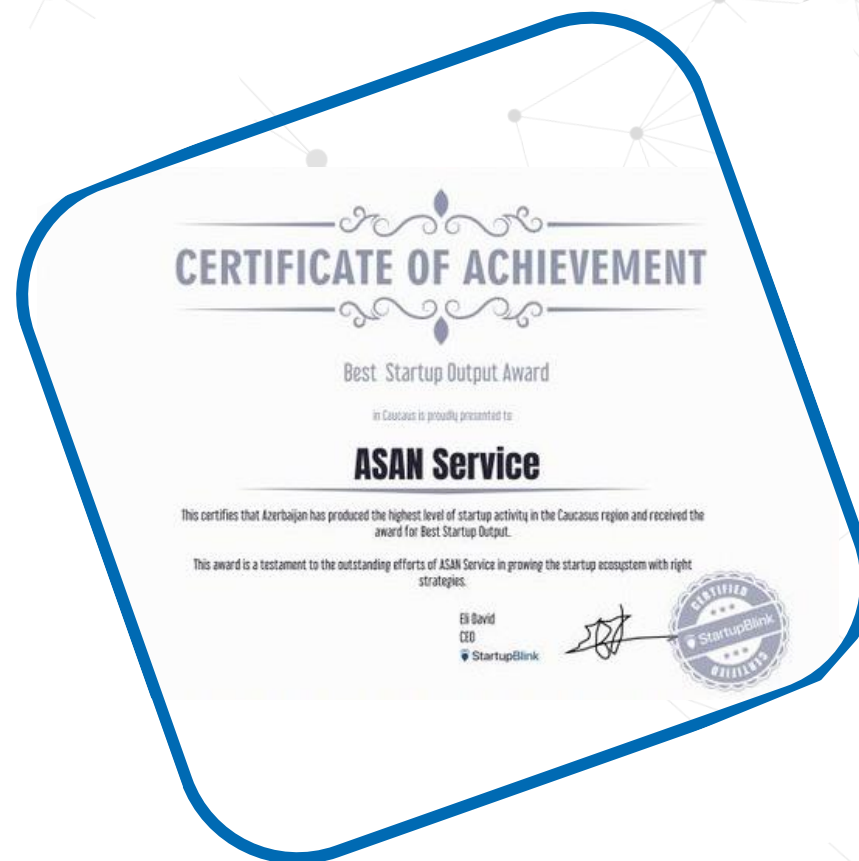 CERTIFICATE OF ACHIEVEMENT
Best Startup Output Award
in Caucaus is proudly presented to
ASAN Service
This certifies that Azerbaijan has produced the highest level of startup activity in the Caucasus region and received the
award for Best Startup Output.
This award is a testament to the outstanding efforts of ASAN Service in growing the startup ecosystem with right
strategies.
Eli David
CEO
StartupBlink
CERTIFIED
StartupBlink
CERTIFIED